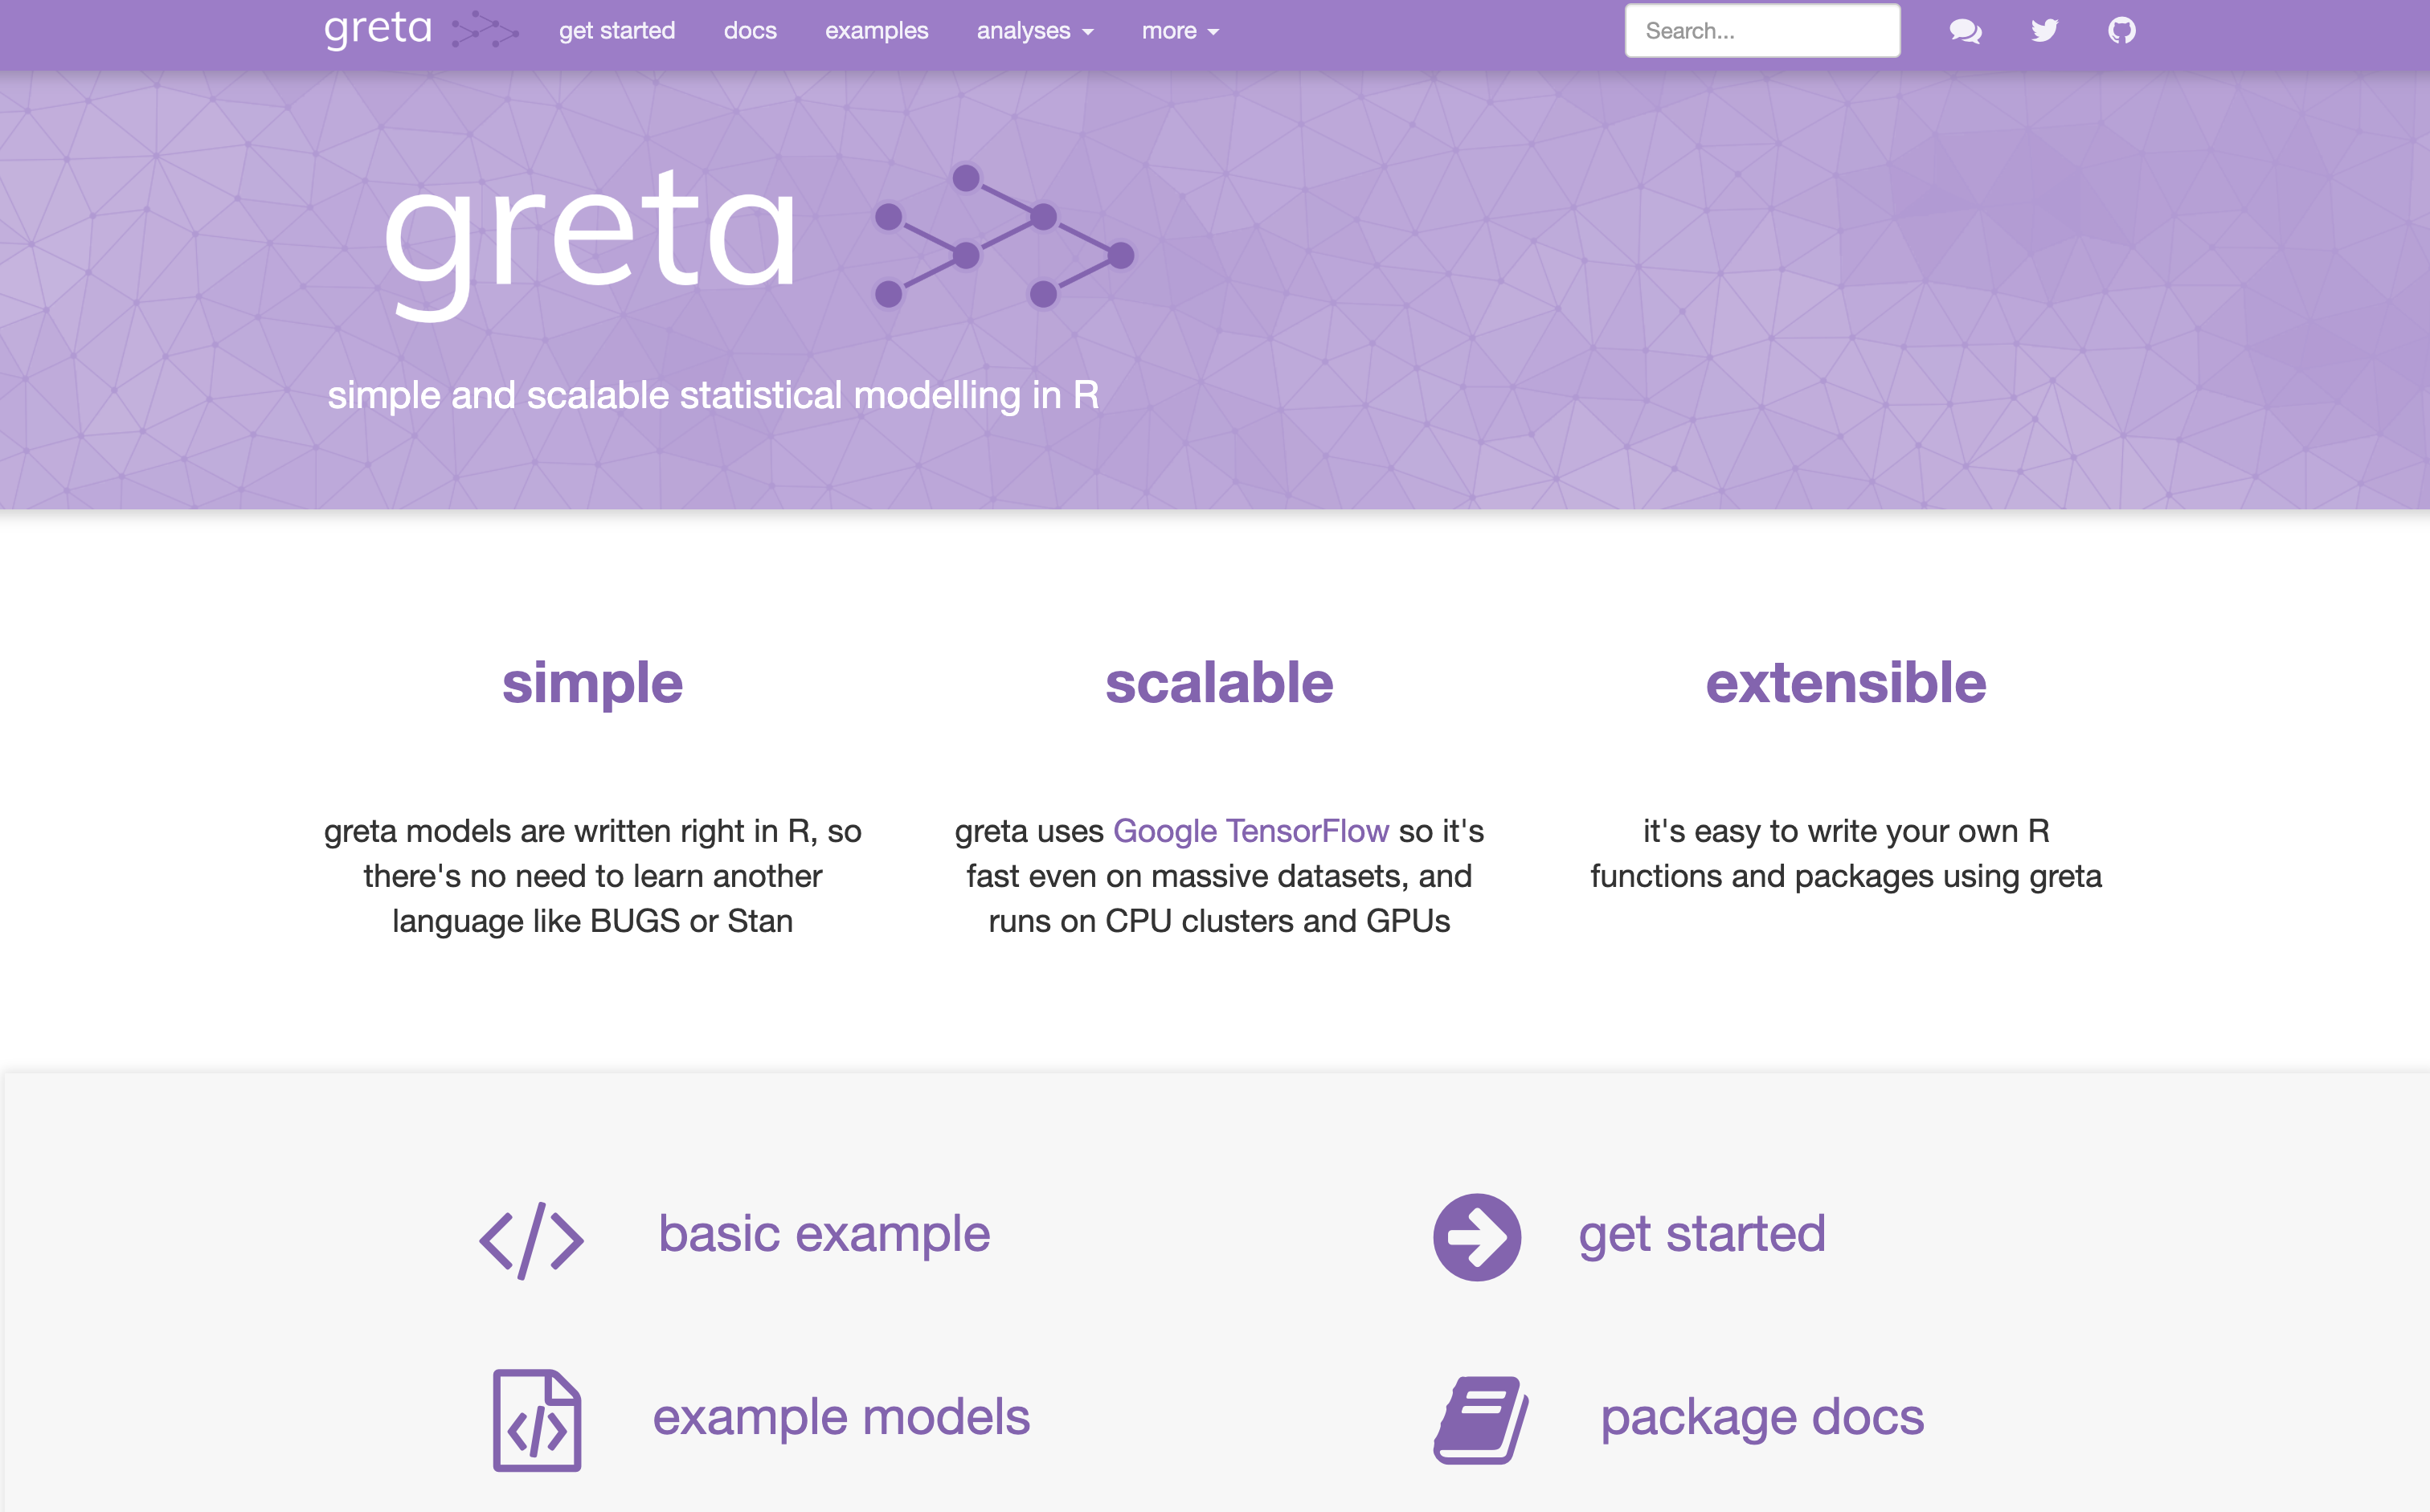 greta
get started
docs
examples
analyses
more
Search...
greta
simple and scalable statistical modelling in R
simple
greta models are written right in R, so
there's no need to learn another
language like BUGS or Stan
scalable
greta uses Google TensorFlow so it's
fast even on massive datasets, and
runs on CPU clusters and GPUs
extensible
it's easy to write your own R
functions and packages using greta
basic example
get started
example models
package docs